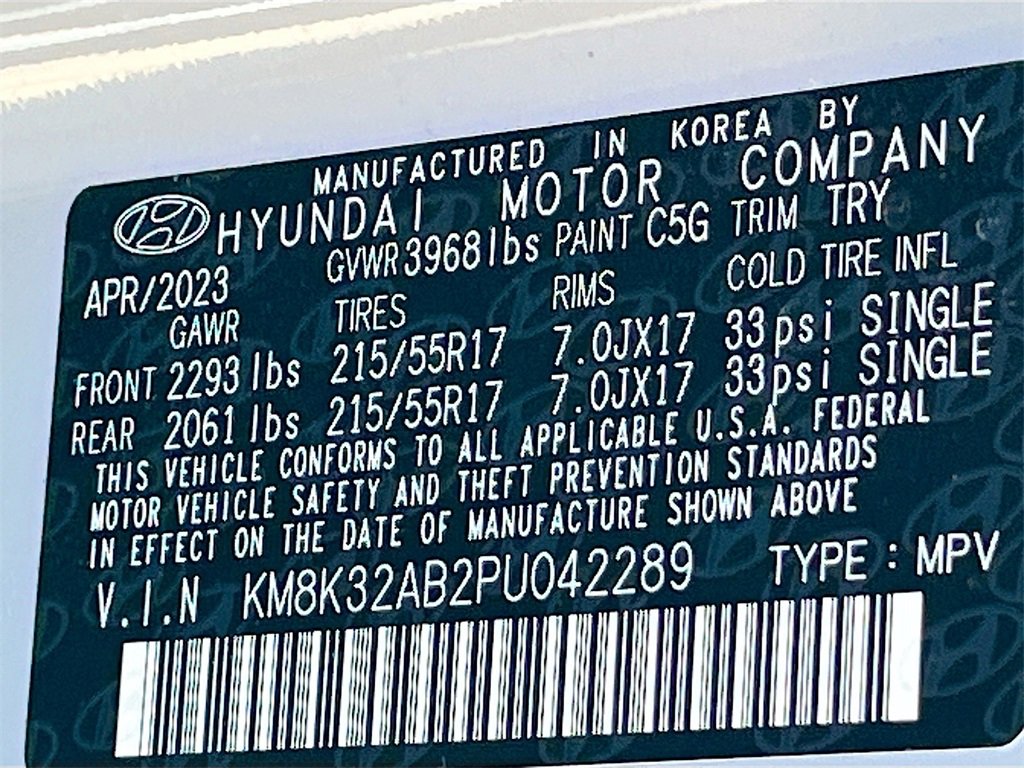 MANUFACTURED IN KOREA BY
HYUNDAI MOTOR COMPANY
APR/2023 GVWR 3968 lbs PAINT C5G TRIM TRY
GAWR TIRES RIMS COLD TIRE INFL
FRONT 2293 lbs 215/55R17 7.0JX17 33psi SINGLE
REAR 2061 lbs 215/55R17 7.0JX17 33psi SINGLE
THIS VEHICLE CONFORMS TO ALL APPLICABLE U.S.A. FEDERAL
MOTOR VEHICLE SAFETY AND THEFT PREVENTION STANDARDS
IN EFFECT ON THE DATE OF MANUFACTURE SHOWN ABOVE
V.I.N KM8K32AB2PU042289 TYPE : MPV